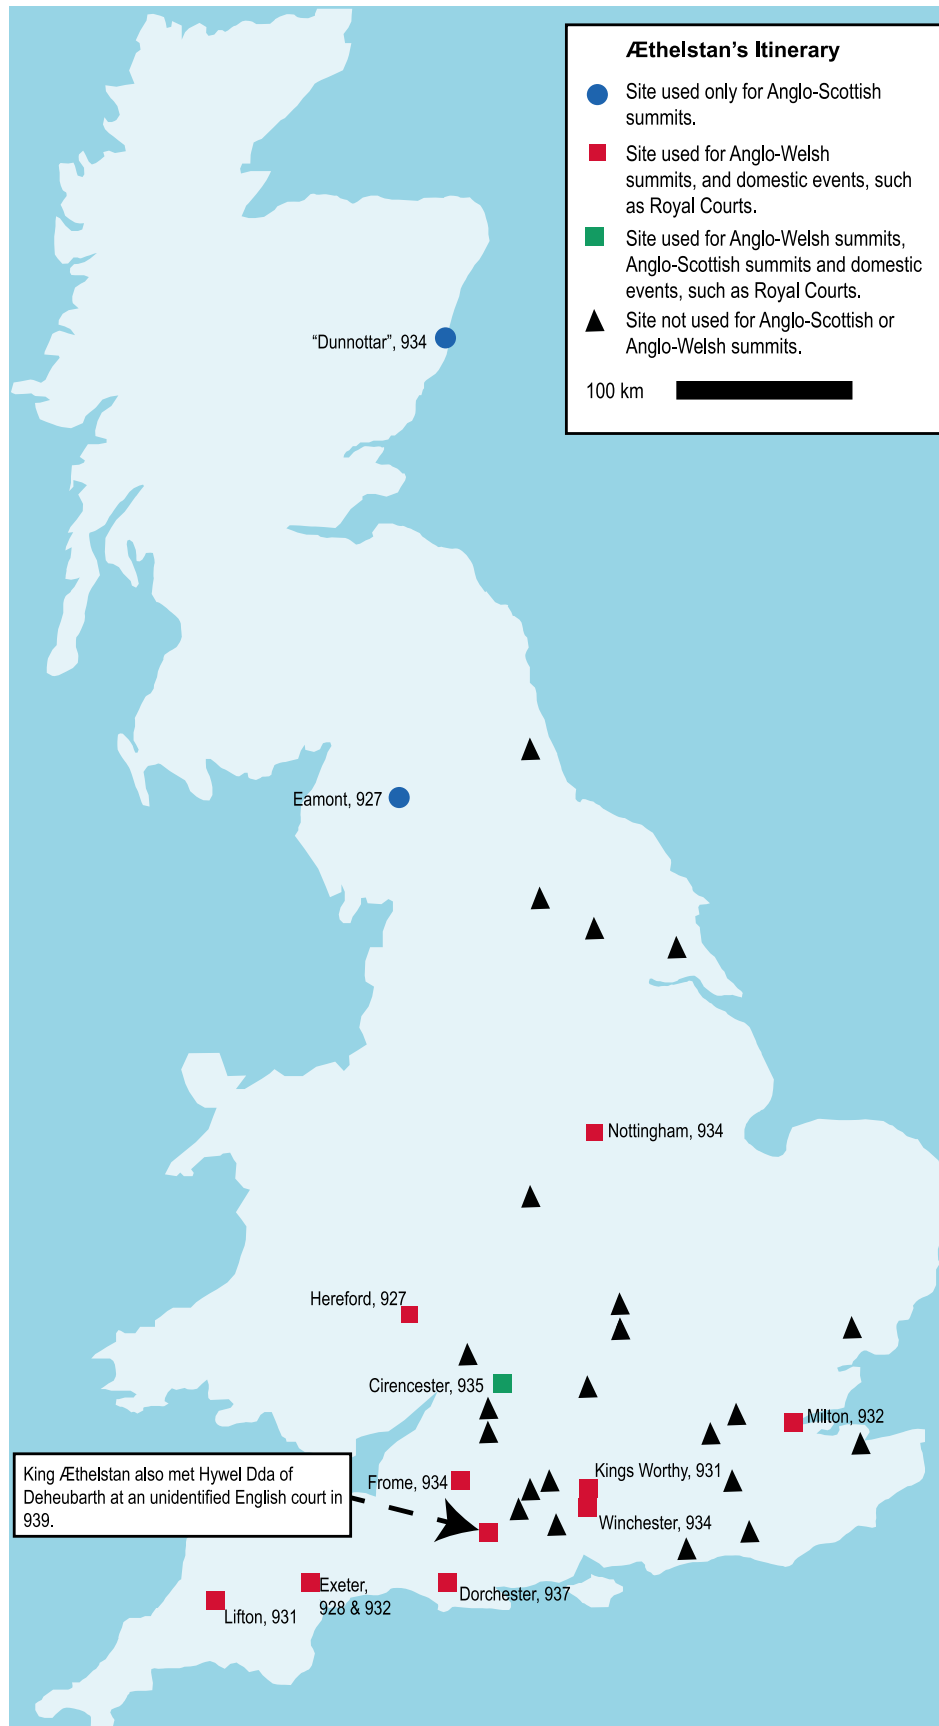 Æthelstan's Itinerary
Site used only for Anglo-Scottish
summits.
Site used for Anglo-Welsh
summits, and domestic events, such
as Royal Courts.
Site used for Anglo-Welsh summits,
Anglo-Scottish summits and domestic
events, such as Royal Courts.
Site not used for Anglo-Scottish or
Anglo-Welsh summits.
100 km
“Dunnottar”, 934
Eamont, 927
Nottingham, 934
Hereford, 927
Cirencester, 935
Milton, 932
King Æthelstan also met Hywel Dda of
Deheubarth at an unidentified English court in
939.
Frome, 934
Kings Worthy, 931
Winchester, 934
Exeter,
928 & 932
Dorchester, 937
Lifton, 931